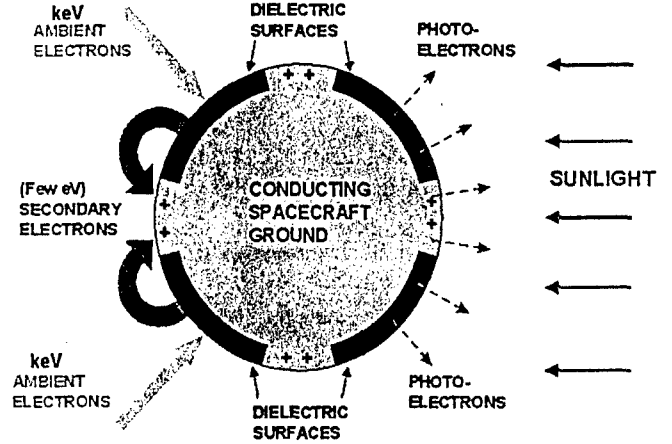 keV
AMBIENT
ELECTRONS
DIELECTRIC
SURFACES
PHOTO-
ELECTRONS
+ +
SUNLIGHT
(Few eV)
SECONDARY
ELECTRONS
+
+
CONDUCTING
SPACECRAFT
GROUND
+
+
keV
AMBIENT
ELECTRONS
+ +
DIELECTRIC
SURFACES
PHOTO-
ELECTRONS